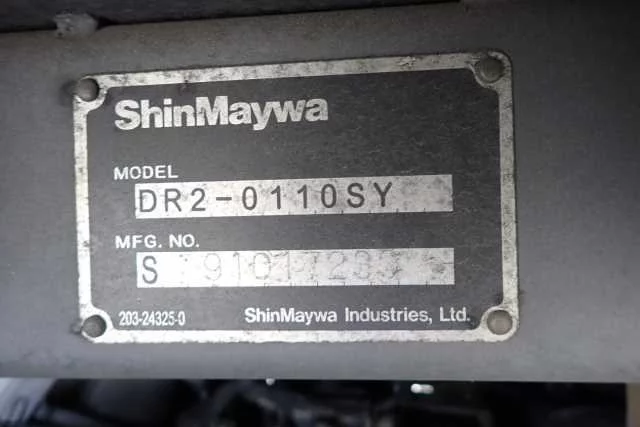 ShinMaywa
MODEL
DR2-0110SY
MFG. NO.
S
203-24325-0
ShinMaywa Industries, Ltd.